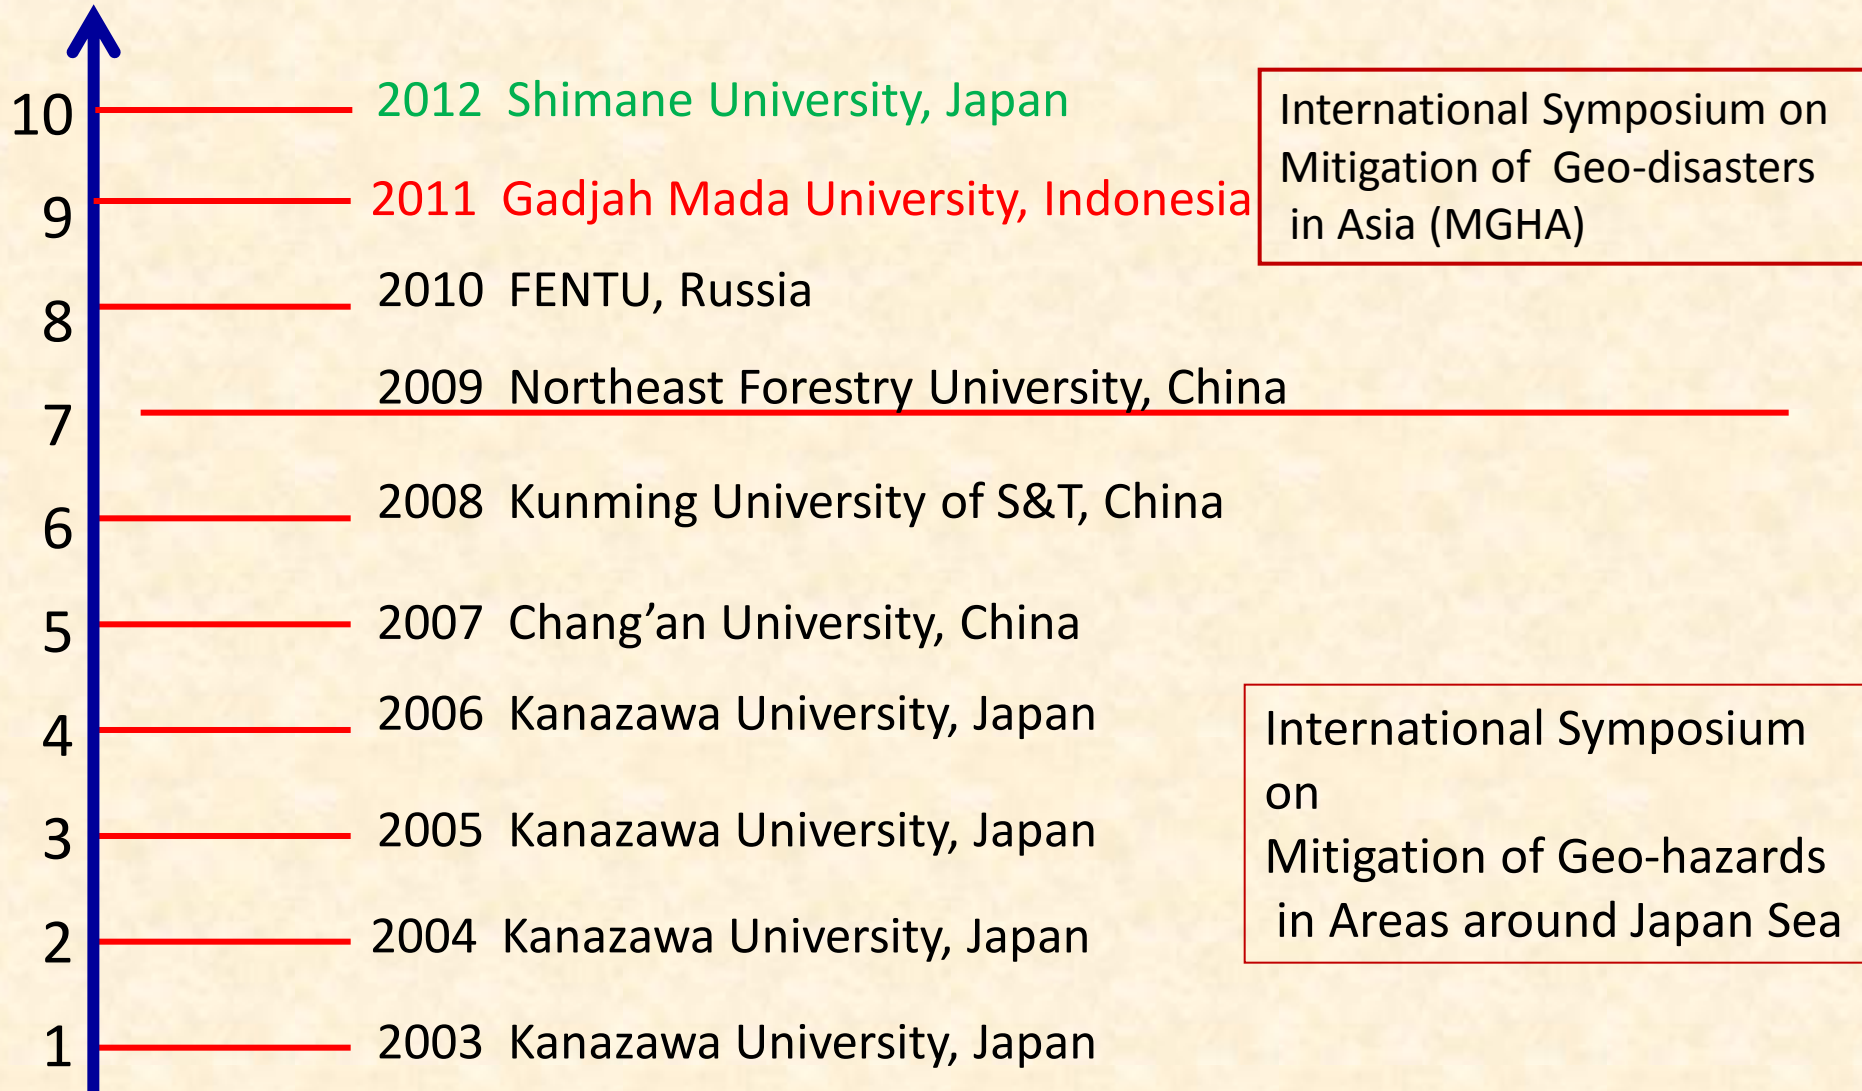 10
2012 Shimane University, Japan
9
2011 Gadjah Mada University, Indonesia
8
2010 FENTU, Russia
7
2009 Northeast Forestry University, China
6
2008 Kunming University of S&T, China
5
2007 Chang’an University, China
4
2006 Kanazawa University, Japan
3
2005 Kanazawa University, Japan
2
2004 Kanazawa University, Japan
1
2003 Kanazawa University, Japan
International Symposium on
Mitigation of Geo-disasters
in Asia (MGHA)
International Symposium
on
Mitigation of Geo-hazards
in Areas around Japan Sea